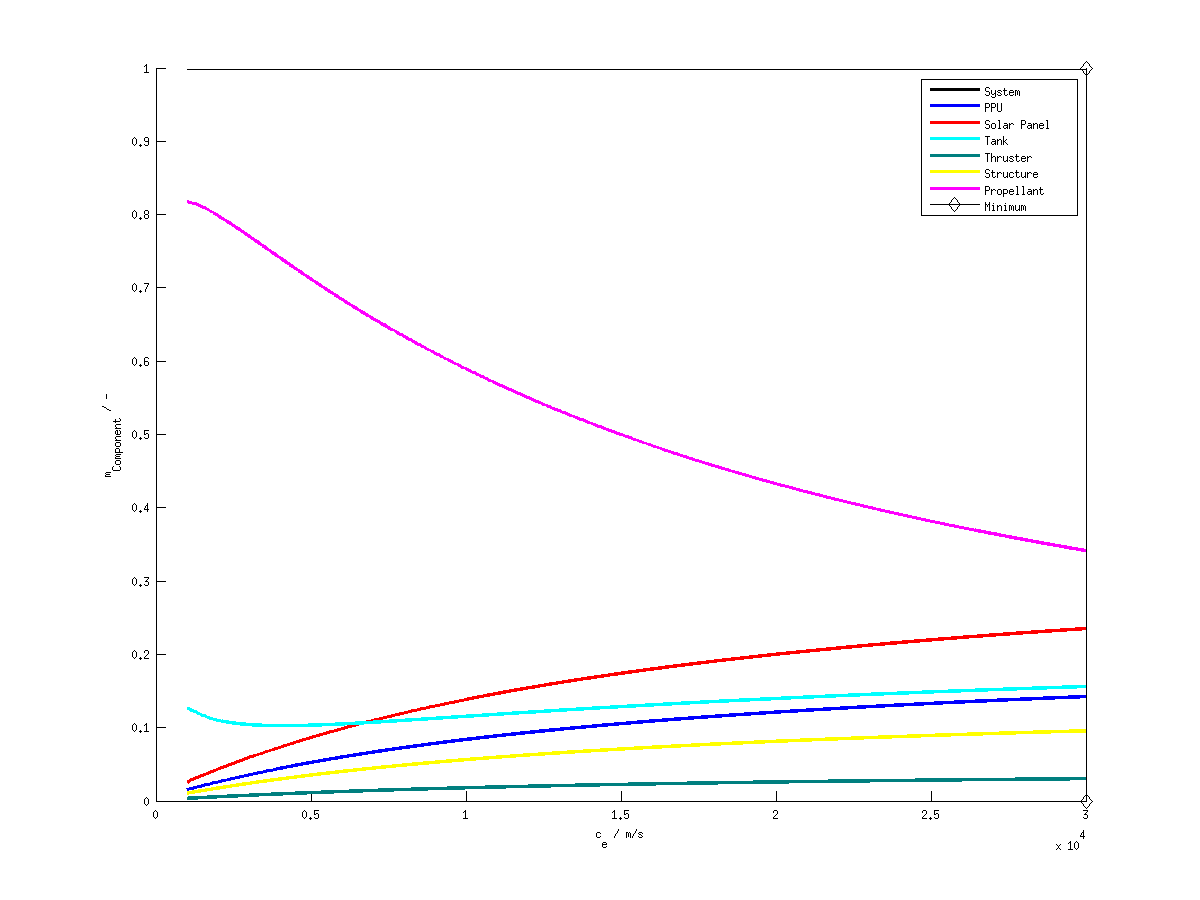 1
0.9
0.8
0.7
0.6
0.5
0.4
0.3
0.2
0.1
0
m_Component / -
System
PPU
Solar Panel
Tank
Thruster
Structure
Propellant
Minimum
0 0.5 1 1.5 2 2.5 3
c_e / m/s
x 10^4